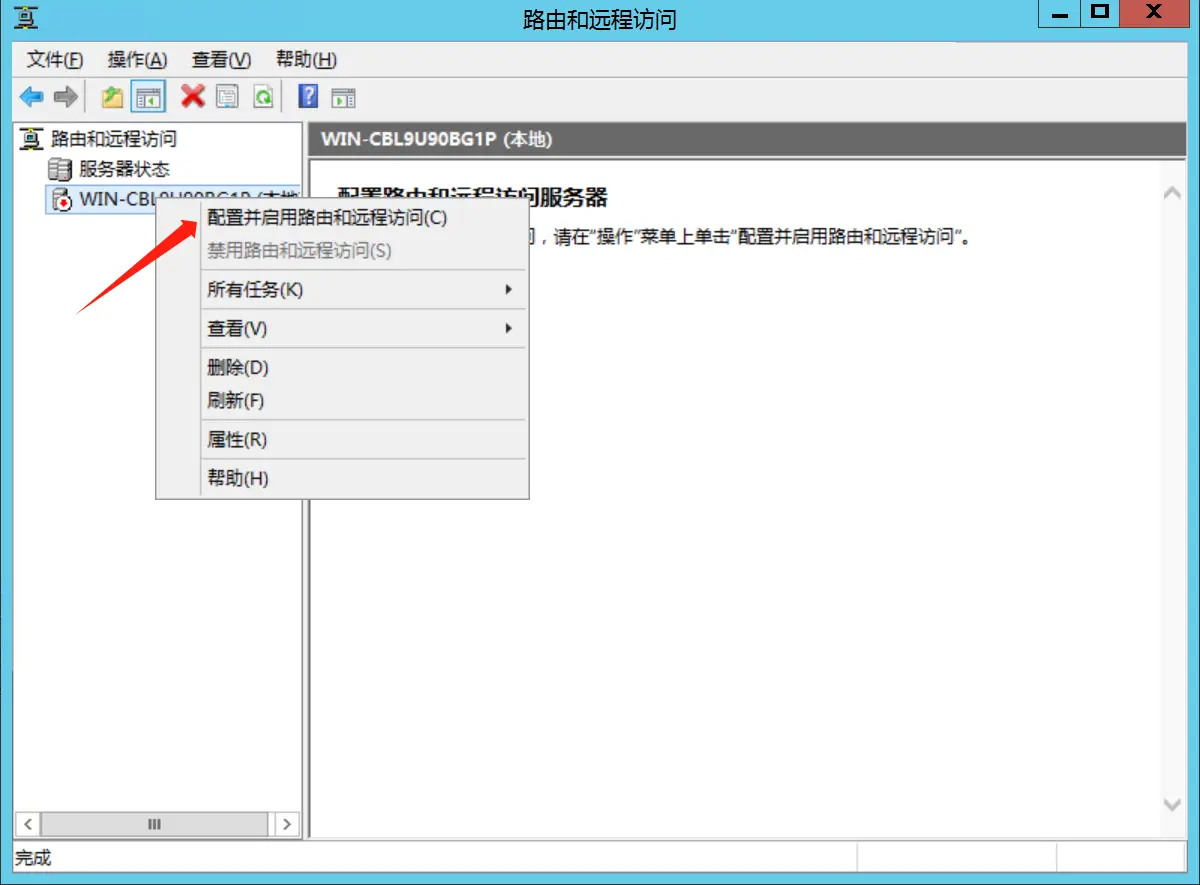 路由和远程访问
文件(F) 操作(A) 查看(V) 帮助(H)
路由和远程访问
服务器状态
WIN-CBL9U90BG1P (本地
WIN-CBL9U90BG1P (本地)
配置路由和远程访问服务器
，请在“操作”菜单上单击“配置并启用路由和远程访问”。
配置并启用路由和远程访问(C)
禁用路由和远程访问(S)
所有任务(K)
查看(V)
删除(D)
刷新(F)
属性(R)
帮助(H)
完成